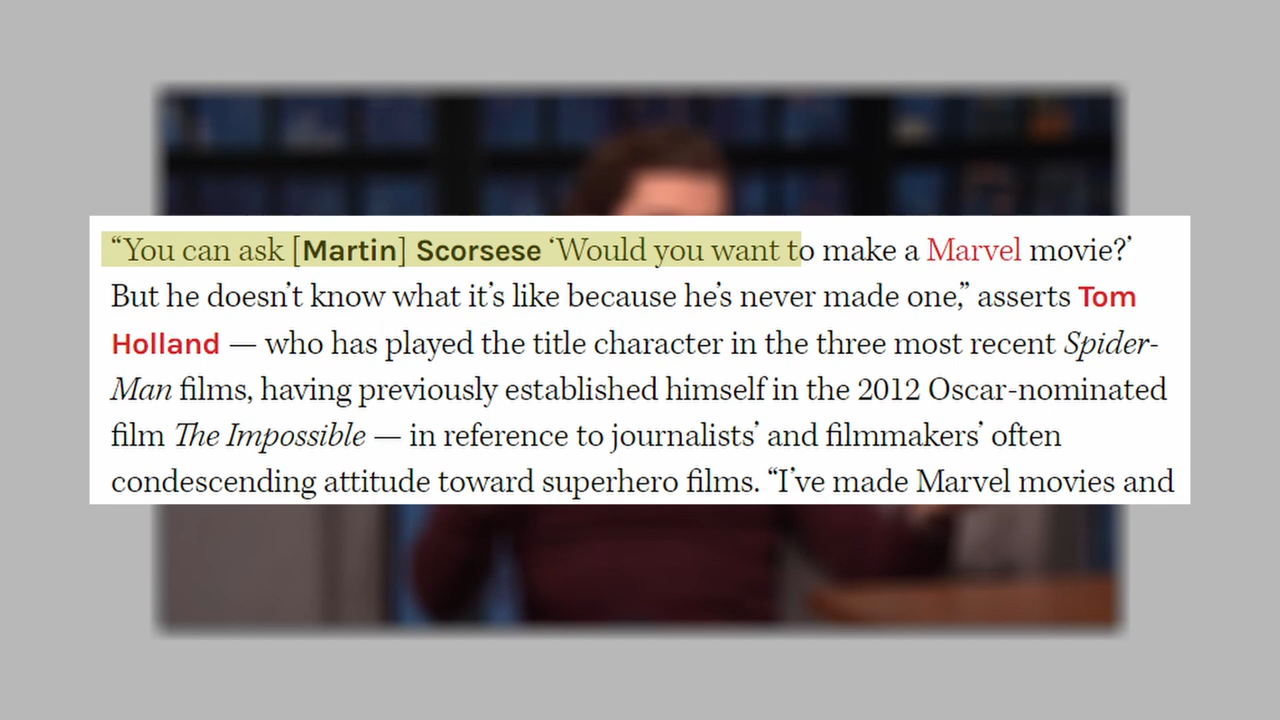 “You can ask [Martin] Scorsese ‘Would you want to make a Marvel movie?’
But he doesn’t know what it’s like because he’s never made one,” asserts Tom
Holland — who has played the title character in the three most recent Spider-
Man films, having previously established himself in the 2012 Oscar-nominated
film The Impossible — in reference to journalists’ and filmmakers’ often
condescending attitude toward superhero films. “I’ve made Marvel movies and